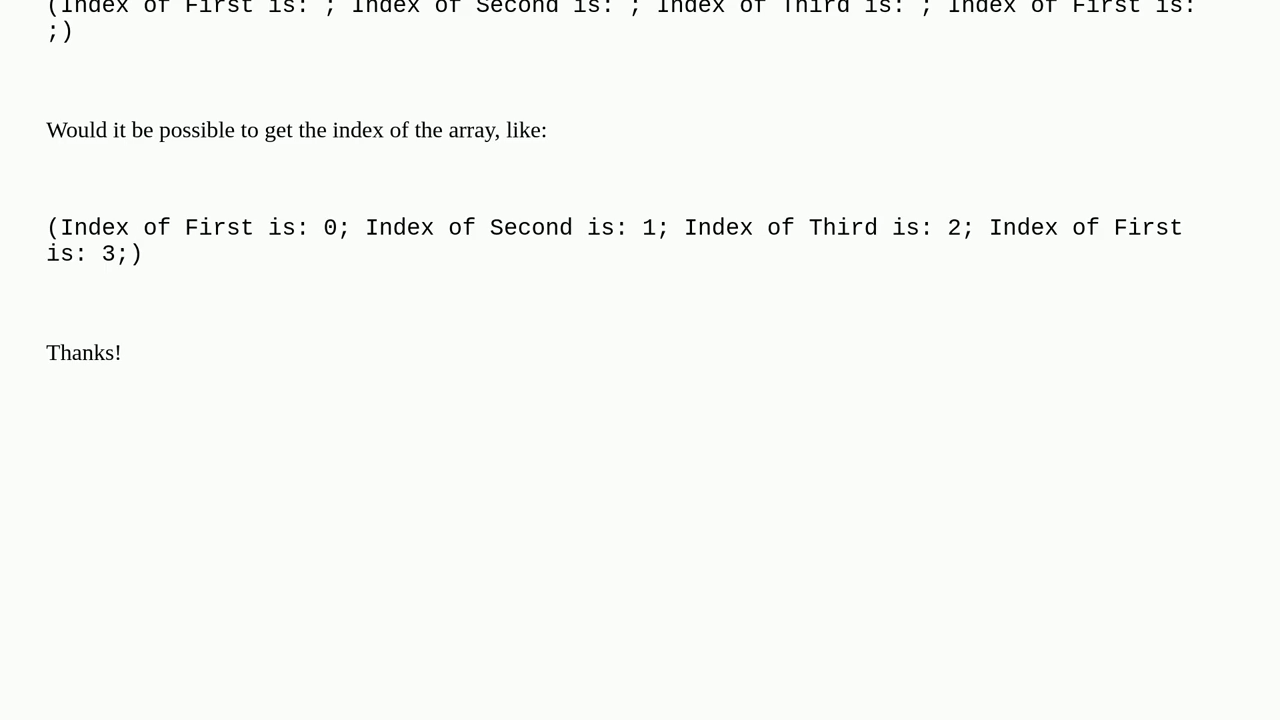 (Index of First is: ; Index of Second is: ; Index of Third is: ; Index of First is:
;)
Would it be possible to get the index of the array, like:
(Index of First is: 0; Index of Second is: 1; Index of Third is: 2; Index of First
is: 3;)
Thanks!